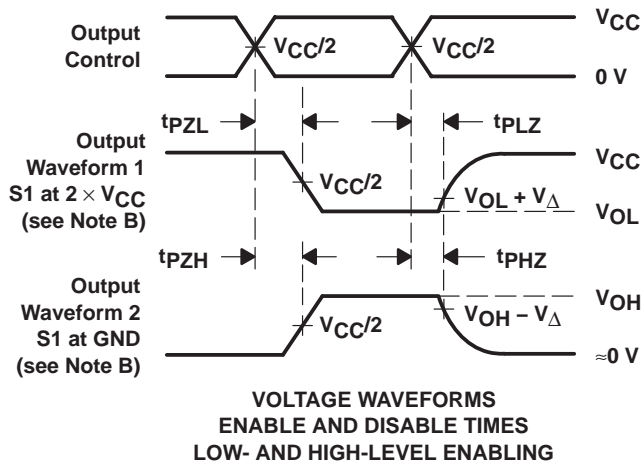 Output
Control
VCC/2
VCC/2
VCC
0 V
tPZL
tPLZ
Output
Waveform 1
S1 at 2 × VCC
(see Note B)
VCC/2
VOL + VΔ
VCC
VOL
tPZH
tPHZ
Output
Waveform 2
S1 at GND
(see Note B)
VCC/2
VOH − VΔ
VOH
≈0 V
VOLTAGE WAVEFORMS
ENABLE AND DISABLE TIMES
LOW- AND HIGH-LEVEL ENABLING